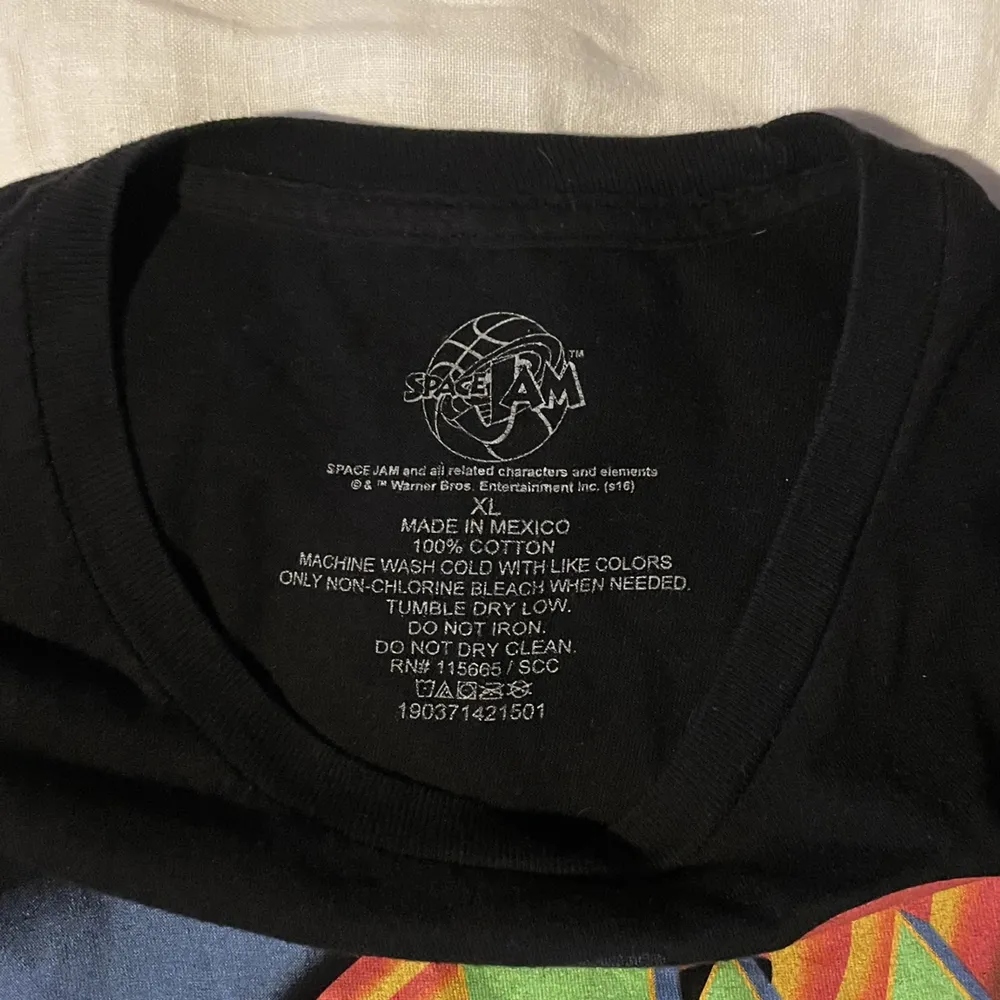 SPACE JAM™
SPACE JAM and all related characters and elements
© & ™ Warner Bros. Entertainment Inc. (s16)
XL
MADE IN MEXICO
100% COTTON
MACHINE WASH COLD WITH LIKE COLORS
ONLY NON-CHLORINE BLEACH WHEN NEEDED.
TUMBLE DRY LOW.
DO NOT IRON.
DO NOT DRY CLEAN.
RN# 115665 / SCC
190371421501